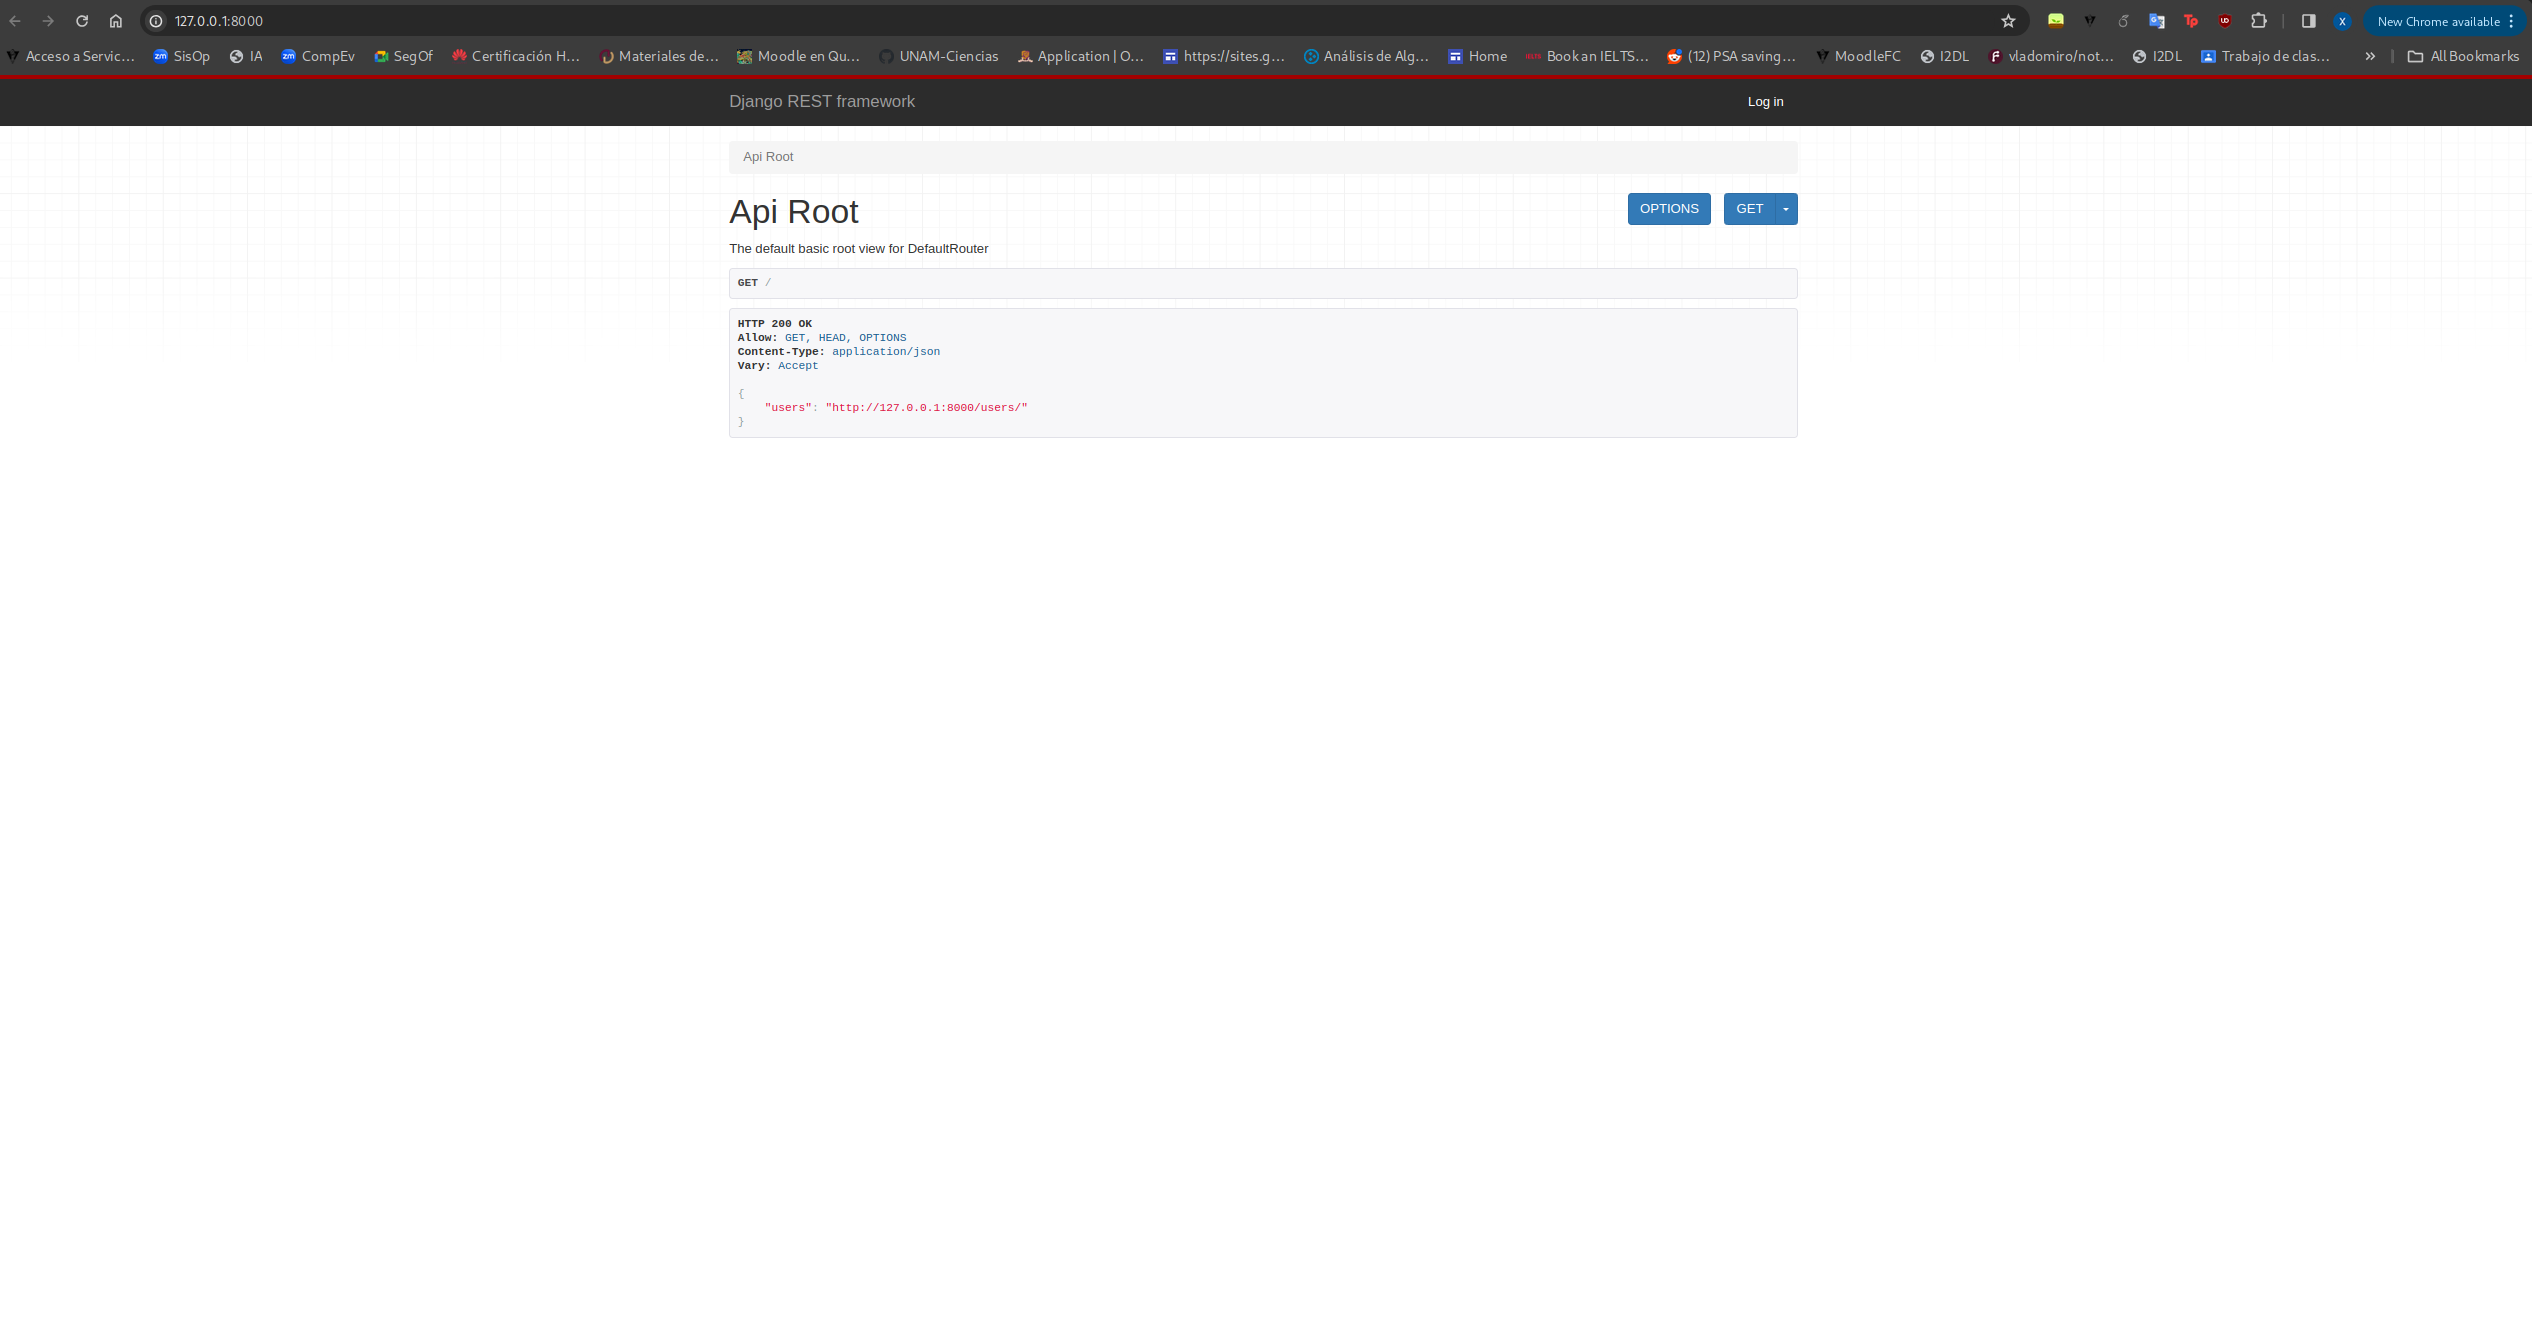 127.0.0.1:8000
New Chrome available
Acceso a Servic... SisOp IA CompEv SegOf Certificación H... Materiales de... Moodle en Qu... UNAM-Ciencias Application | O... https://sites.g... Análisis de Alg... Home Book an IELTS... (12) PSA saving... MoodleFC I2DL vladomiro/not... I2DL Trabajo de clas... » All Bookmarks
Django REST framework Log in
Api Root
Api Root OPTIONS GET
The default basic root view for DefaultRouter
GET /
HTTP 200 OK
Allow: GET, HEAD, OPTIONS
Content-Type: application/json
Vary: Accept
{
"users": "http://127.0.0.1:8000/users/"
}